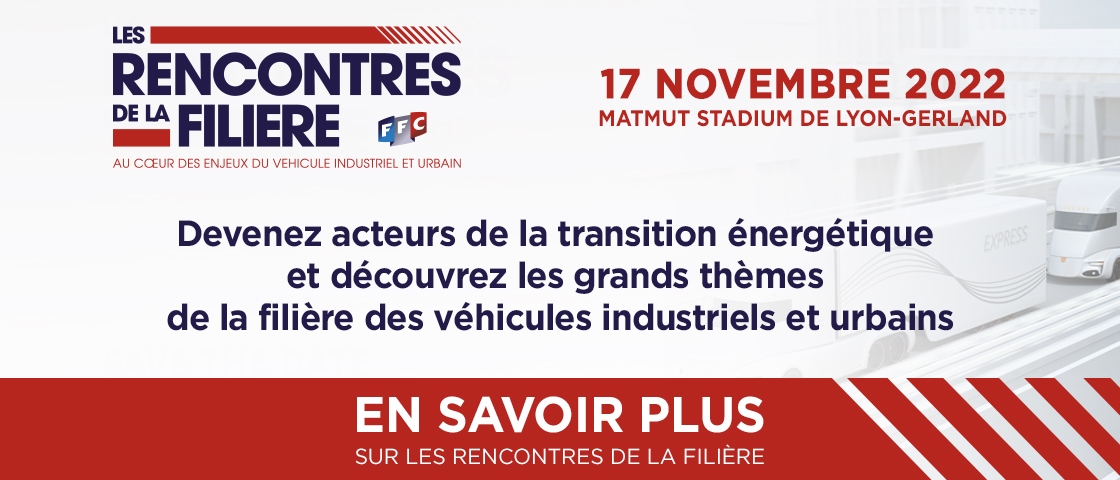 LES
RENCONTRES
DE LA FILIERE
FFC
AU CŒUR DES ENJEUX DU VEHICULE INDUSTRIEL ET URBAIN
17 NOVEMBRE 2022
MATMUT STADIUM DE LYON-GERLAND
Devenez acteurs de la transition énergétique
et découvrez les grands thèmes
de la filière des véhicules industriels et urbains
EXPRESS
EN SAVOIR PLUS
SUR LES RENCONTRES DE LA FILIÈRE